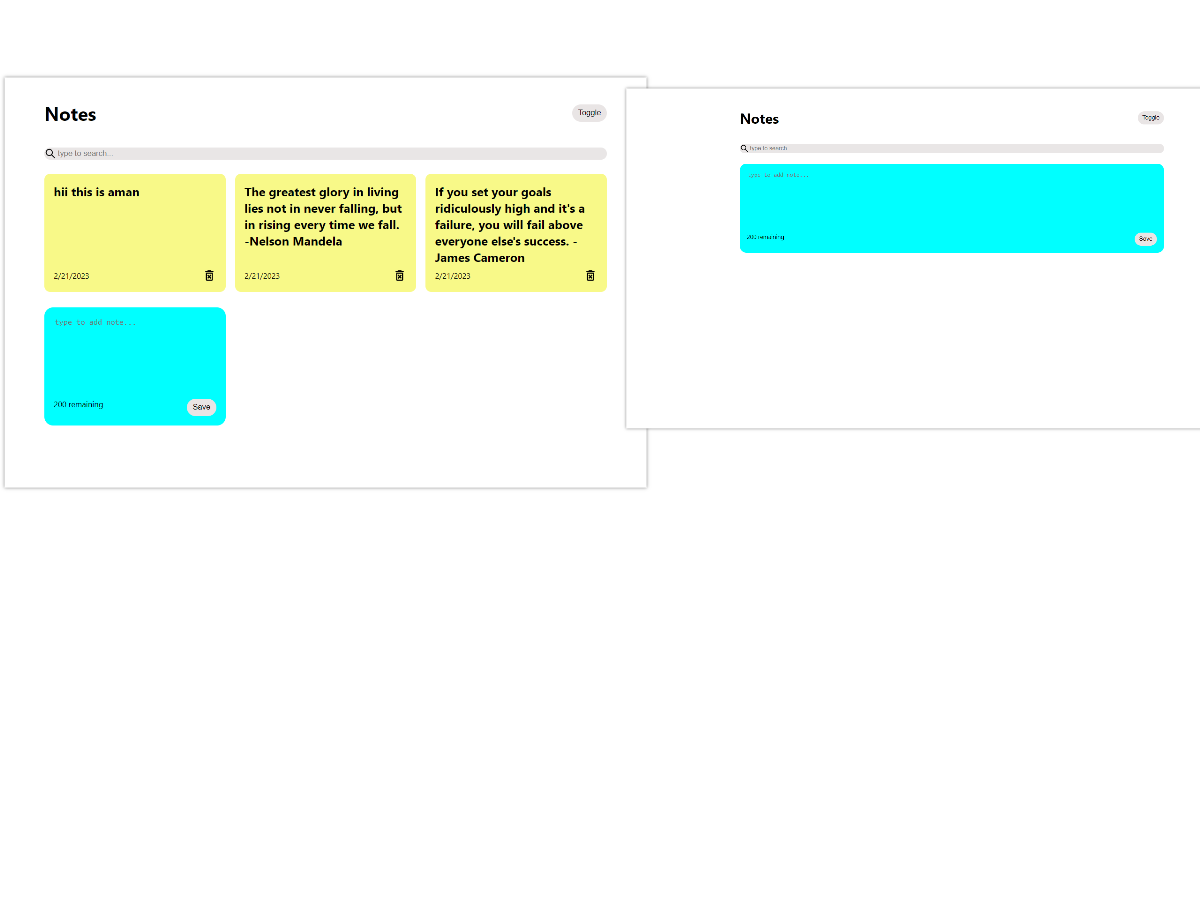 Notes
Toggle
type to search...
hii this is aman
2/21/2023
The greatest glory in living
lies not in never falling, but
in rising every time we fall.
-Nelson Mandela
2/21/2023
If you set your goals
ridiculously high and it's a
failure, you will fail above
everyone else's success. -
James Cameron
2/21/2023
type to add note...
200 remaining
Save
Notes
Toggle
type to search...
type to add note...
200 remaining
Save